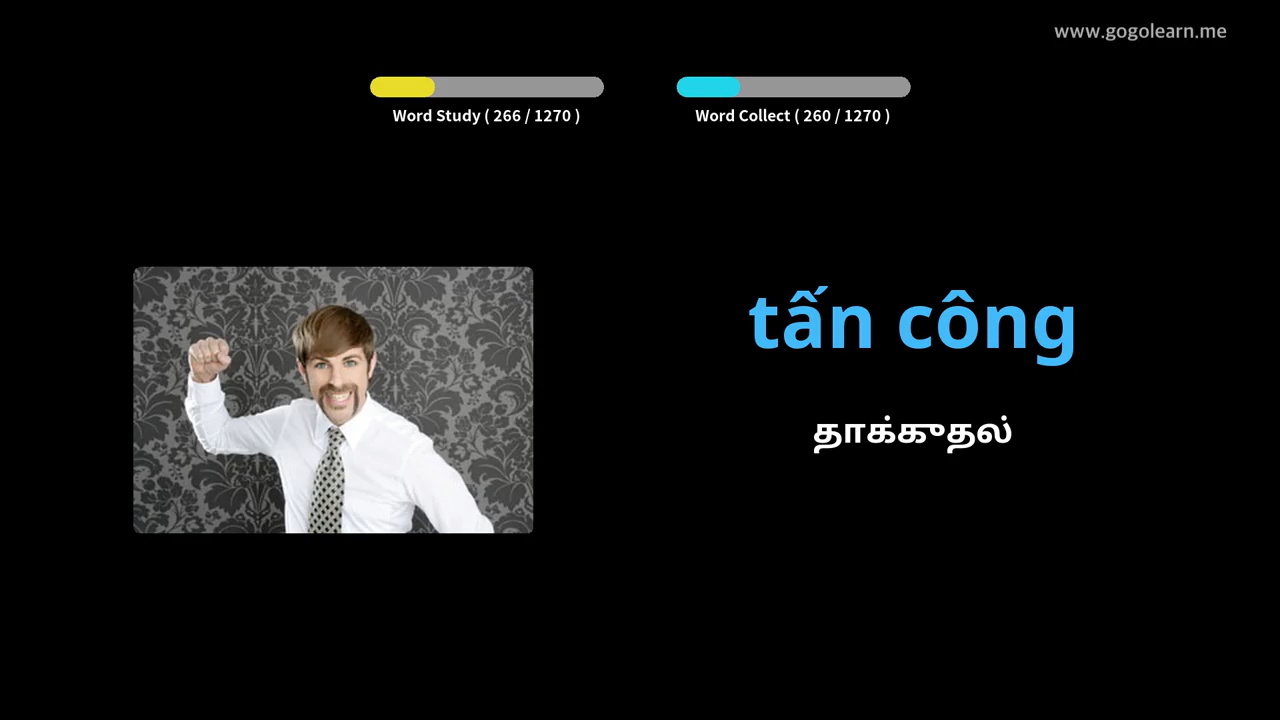 www.gogolearn.me
Word Study ( 266 / 1270 )
Word Collect ( 260 / 1270 )
tấn công
தாக்குதல்